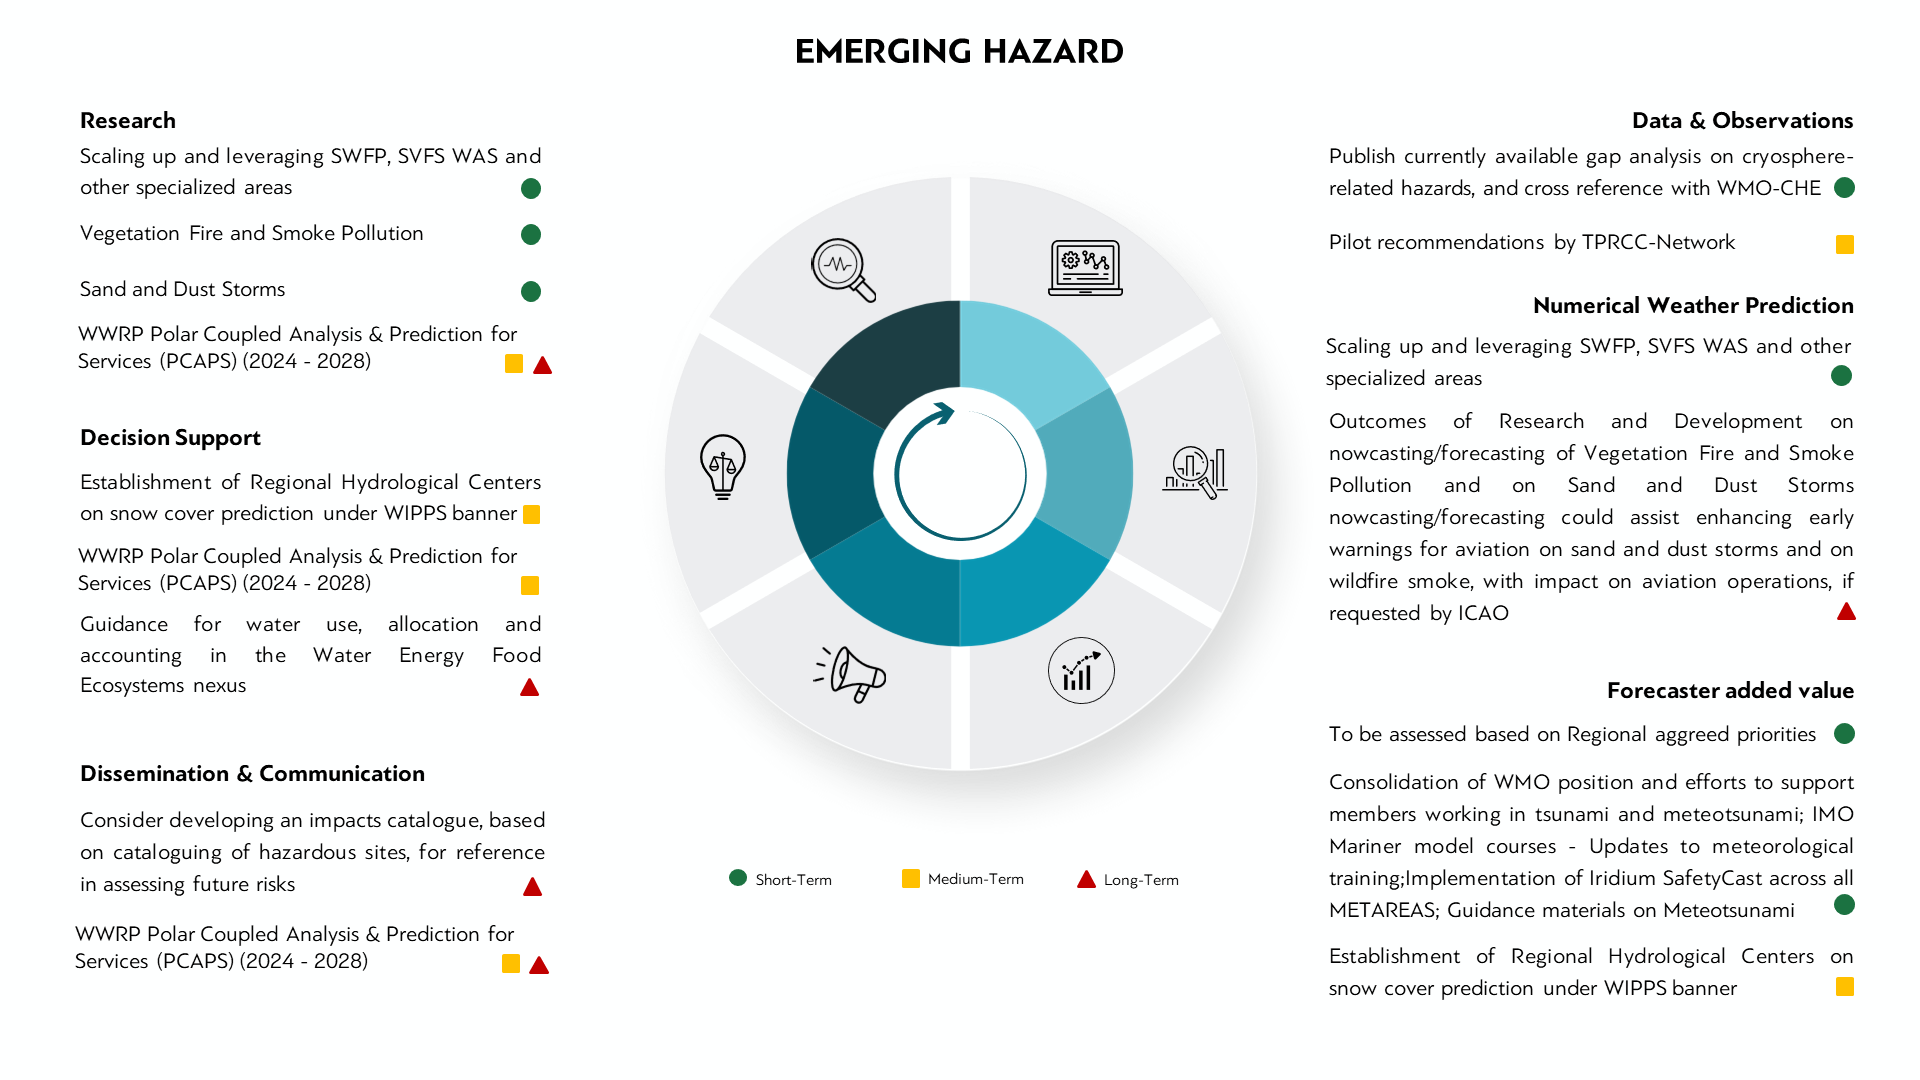 EMERGING HAZARD
Research
Scaling up and leveraging SWFP, SVFS WAS and
other specialized areas
Vegetation Fire and Smoke Pollution
Sand and Dust Storms
WWRP Polar Coupled Analysis & Prediction for
Services (PCAPS) (2024 - 2028)
Decision Support
Establishment of Regional Hydrological Centers
on snow cover prediction under WIPPS banner
WWRP Polar Coupled Analysis & Prediction for
Services (PCAPS) (2024 - 2028)
Guidance for water use, allocation and
accounting in the Water Energy Food
Ecosystems nexus
Dissemination & Communication
Consider developing an impacts catalogue, based
on cataloguing of hazardous sites, for reference
in assessing future risks
WWRP Polar Coupled Analysis & Prediction for
Services (PCAPS) (2024 - 2028)
Short-Term
Medium-Term
Long-Term
Data & Observations
Publish currently available gap analysis on cryosphere-
related hazards, and cross reference with WMO-CHE
Pilot recommendations by TPRCC-Network
Numerical Weather Prediction
Scaling up and leveraging SWFP, SVFS WAS and other
specialized areas
Outcomes of Research and Development on
nowcasting/forecasting of Vegetation Fire and Smoke
Pollution and on Sand and Dust Storms
nowcasting/forecasting could assist enhancing early
warnings for aviation on sand and dust storms and on
wildfire smoke, with impact on aviation operations, if
requested by ICAO
Forecaster added value
To be assessed based on Regional aggreed priorities
Consolidation of WMO position and efforts to support
members working in tsunami and meteotsunami; IMO
Mariner model courses - Updates to meteorological
training;Implementation of Iridium SafetyCast across all
METAREAS; Guidance materials on Meteotsunami
Establishment of Regional Hydrological Centers on
snow cover prediction under WIPPS banner